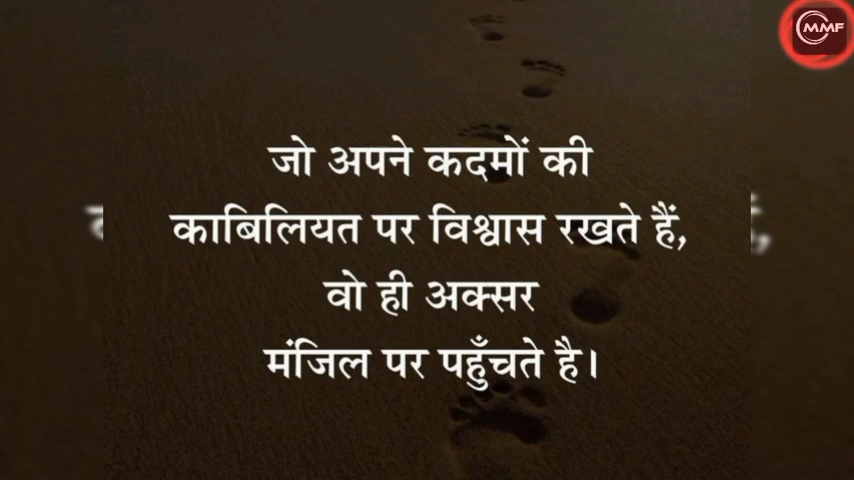 MMF
जो अपने कदमों की
काबिलियत पर विश्वास रखते हैं,
वो ही अक्सर
मंजिल पर पहुँचते है।